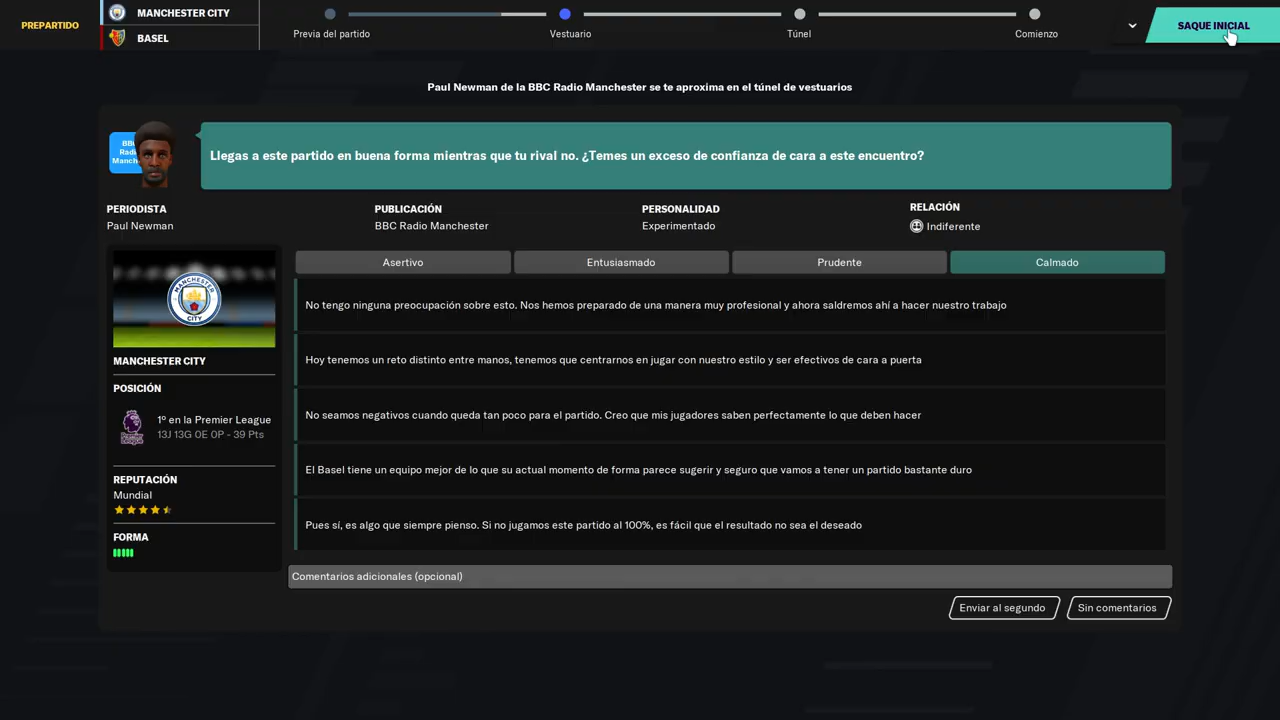 PREPARTIDO
MANCHESTER CITY
BASEL
Previa del partido
Vestuario
Túnel
Comienzo
SAQUE INICIAL
Paul Newman de la BBC Radio Manchester se te aproxima en el túnel de vestuarios
Llegas a este partido en buena forma mientras que tu rival no. ¿Temes un exceso de confianza de cara a este encuentro?
PERIODISTA
Paul Newman
PUBLICACIÓN
BBC Radio Manchester
PERSONALIDAD
Experimentado
RELACIÓN
Indiferente
Asertivo
Entusiasmado
Prudente
Calmado
No tengo ninguna preocupación sobre esto. Nos hemos preparado de una manera muy profesional y ahora saldremos ahí a hacer nuestro trabajo
Hoy tenemos un reto distinto entre manos, tenemos que centrarnos en jugar con nuestro estilo y ser efectivos de cara a puerta
No seamos negativos cuando queda tan poco para el partido. Creo que mis jugadores saben perfectamente lo que deben hacer
El Basel tiene un equipo mejor de lo que su actual momento de forma parece sugerir y seguro que vamos a tener un partido bastante duro
Pues sí, es algo que siempre pienso. Si no jugamos este partido al 100%, es fácil que el resultado no sea el deseado
MANCHESTER
CITY
MANCHESTER CITY
POSICIÓN
1º en la Premier League
13J 13G 0E 0P - 39 Pts
REPUTACIÓN
Mundial
FORMA
Comentarios adicionales (opcional)
Enviar al segundo
Sin comentarios